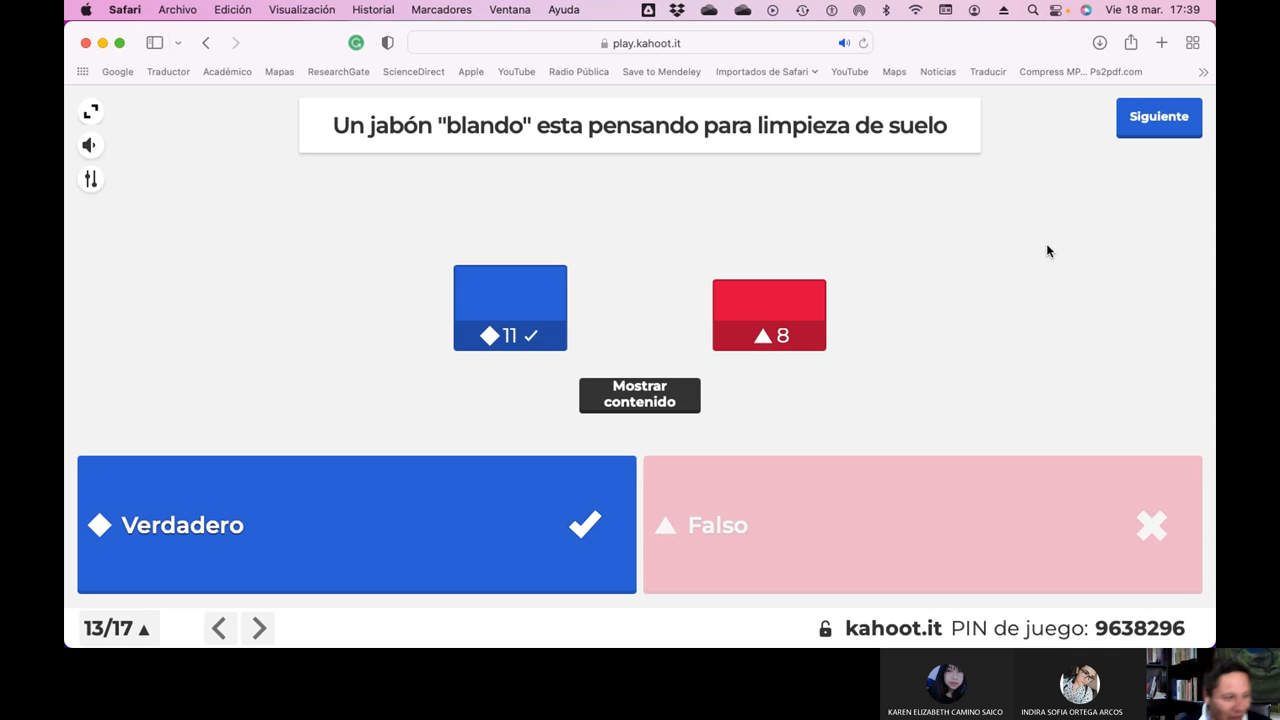 Safari Archivo Edición Visualización Historial Marcadores Ventana Ayuda Vie 18 mar. 17:39
play.kahoot.it
Google Traductor Académico Mapas ResearchGate ScienceDirect Apple YouTube Radio Pública Save to Mendeley Importados de Safari YouTube Maps Noticias Traducir Compress MP... Ps2pdf.com
Un jabón "blando" esta pensando para limpieza de suelo
Siguiente
11
8
Mostrar
contenido
Verdadero
Falso
13/17
kahoot.it PIN de juego: 9638296
KAREN ELIZABETH CAMINO SAICO
INDIRA SOFIA ORTEGA ARCOS